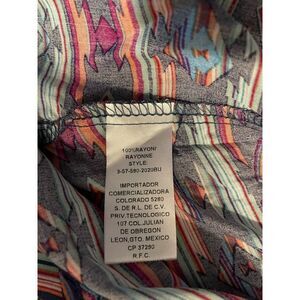 100%RAYON/
RAYONNE
STYLE:
3-57-580-2020BU
IMPORTADOR
COMERCIALIZADORA
COLORADO 5280
S. DE R.L. DE C.V.
PRIV.TECNOLOGICO
107 COL.JULIAN
DE OBREGON
LEON,GTO. MEXICO
CP 37290
R.F.C.